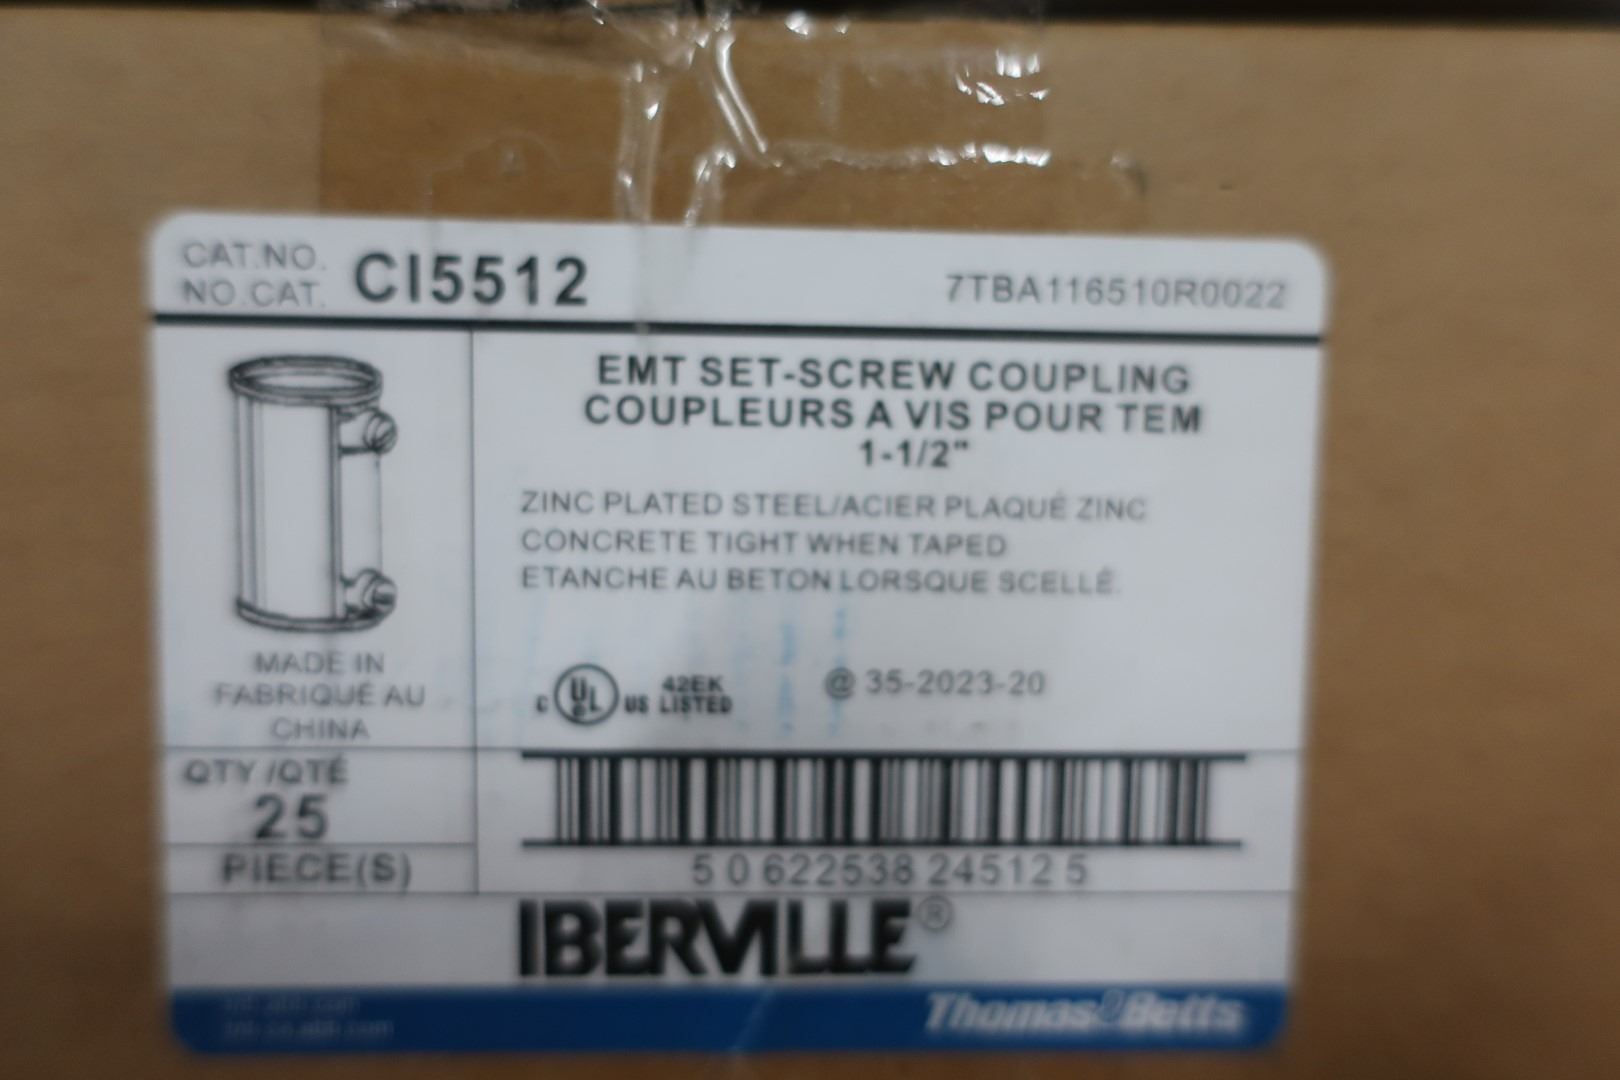 CAT.NO.
NO.CAT. CI5512
7TBA116510R0022
EMT SET-SCREW COUPLING
COUPLEURS A VIS POUR TEM
1-1/2"
ZINC PLATED STEEL/ACIER PLAQUÉ ZINC
CONCRETE TIGHT WHEN TAPED
ETANCHE AU BETON LORSQUE SCELLÉ.
MADE IN
FABRIQUÉ AU
CHINA
C UL US 42EK
LISTED
@ 35-2023-20
QTY /QTÉ
25
PIECE(S)
5 0 622538 24512 5
IBERVILLE®
Thomas&Betts